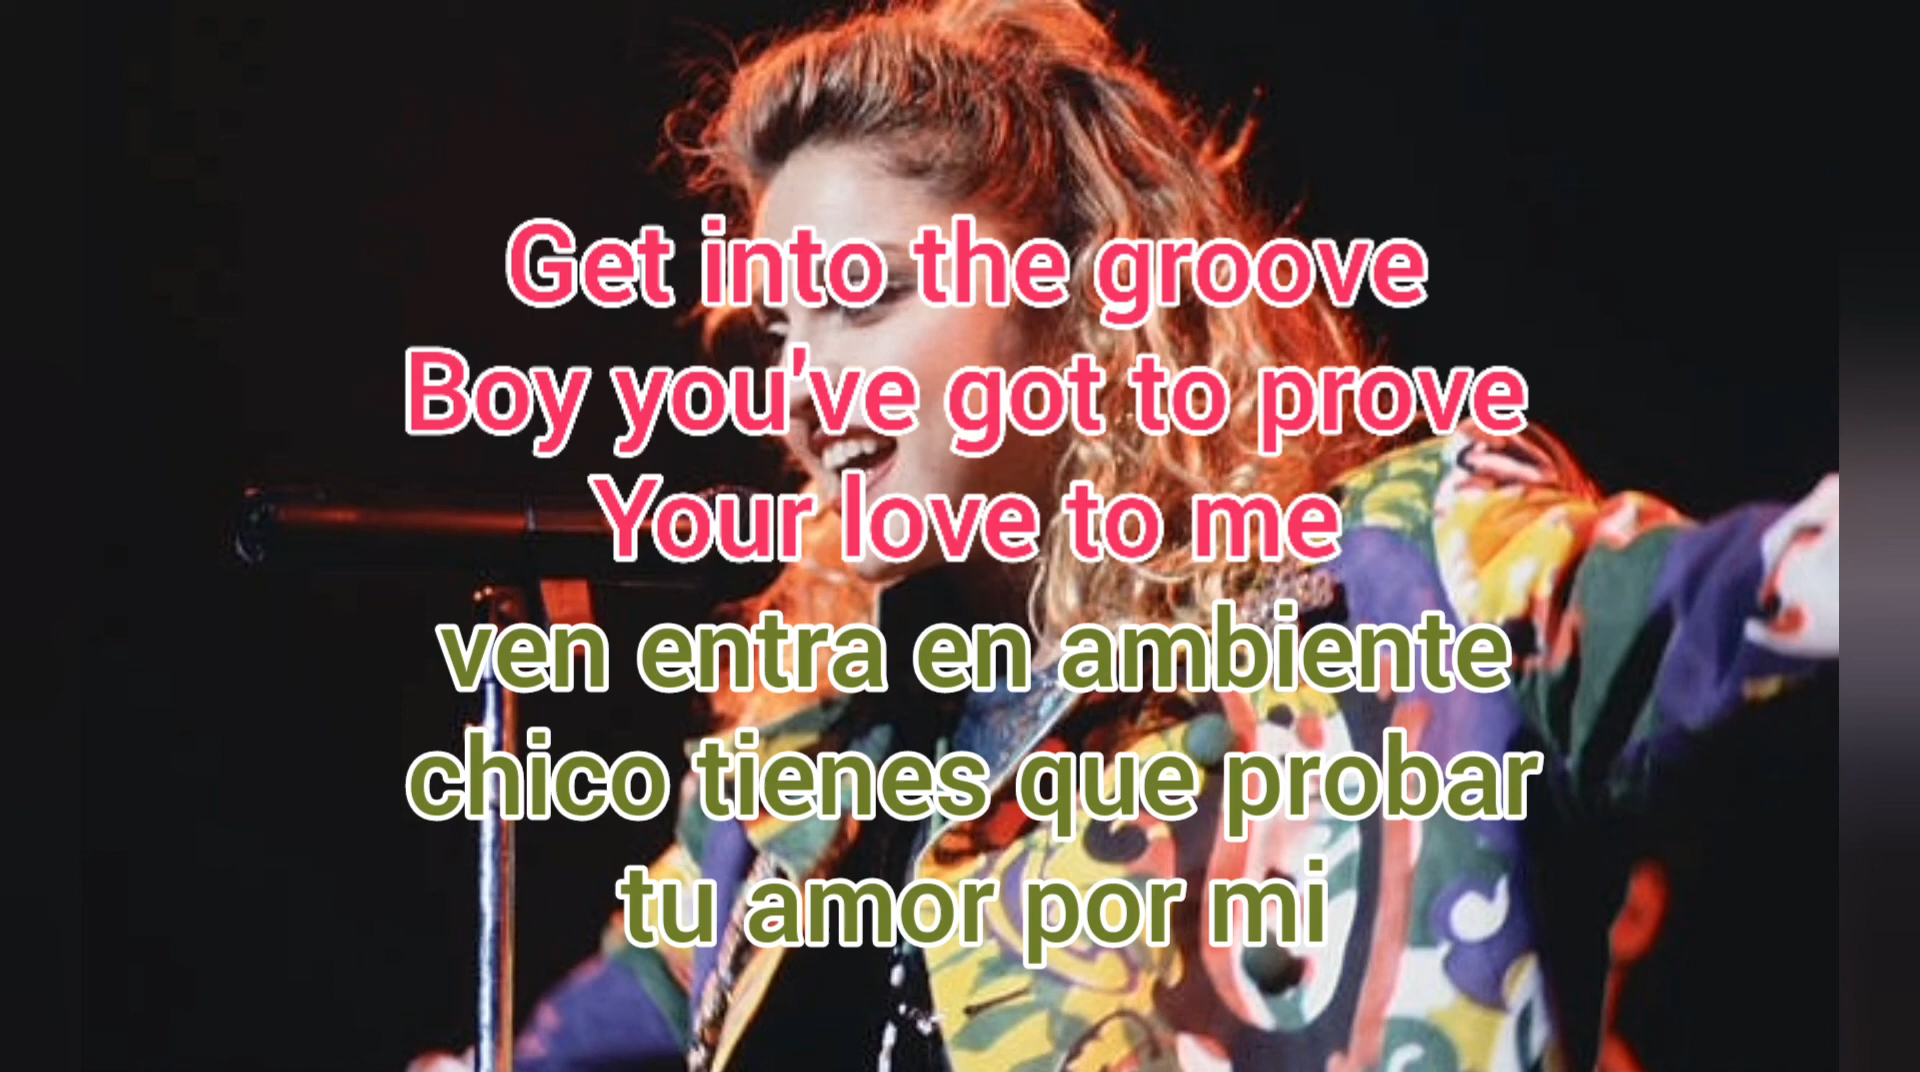 Get into the groove
Boy you've got to prove
Your love to me
ven entra en ambiente
chico tienes que probar
tu amor por mi